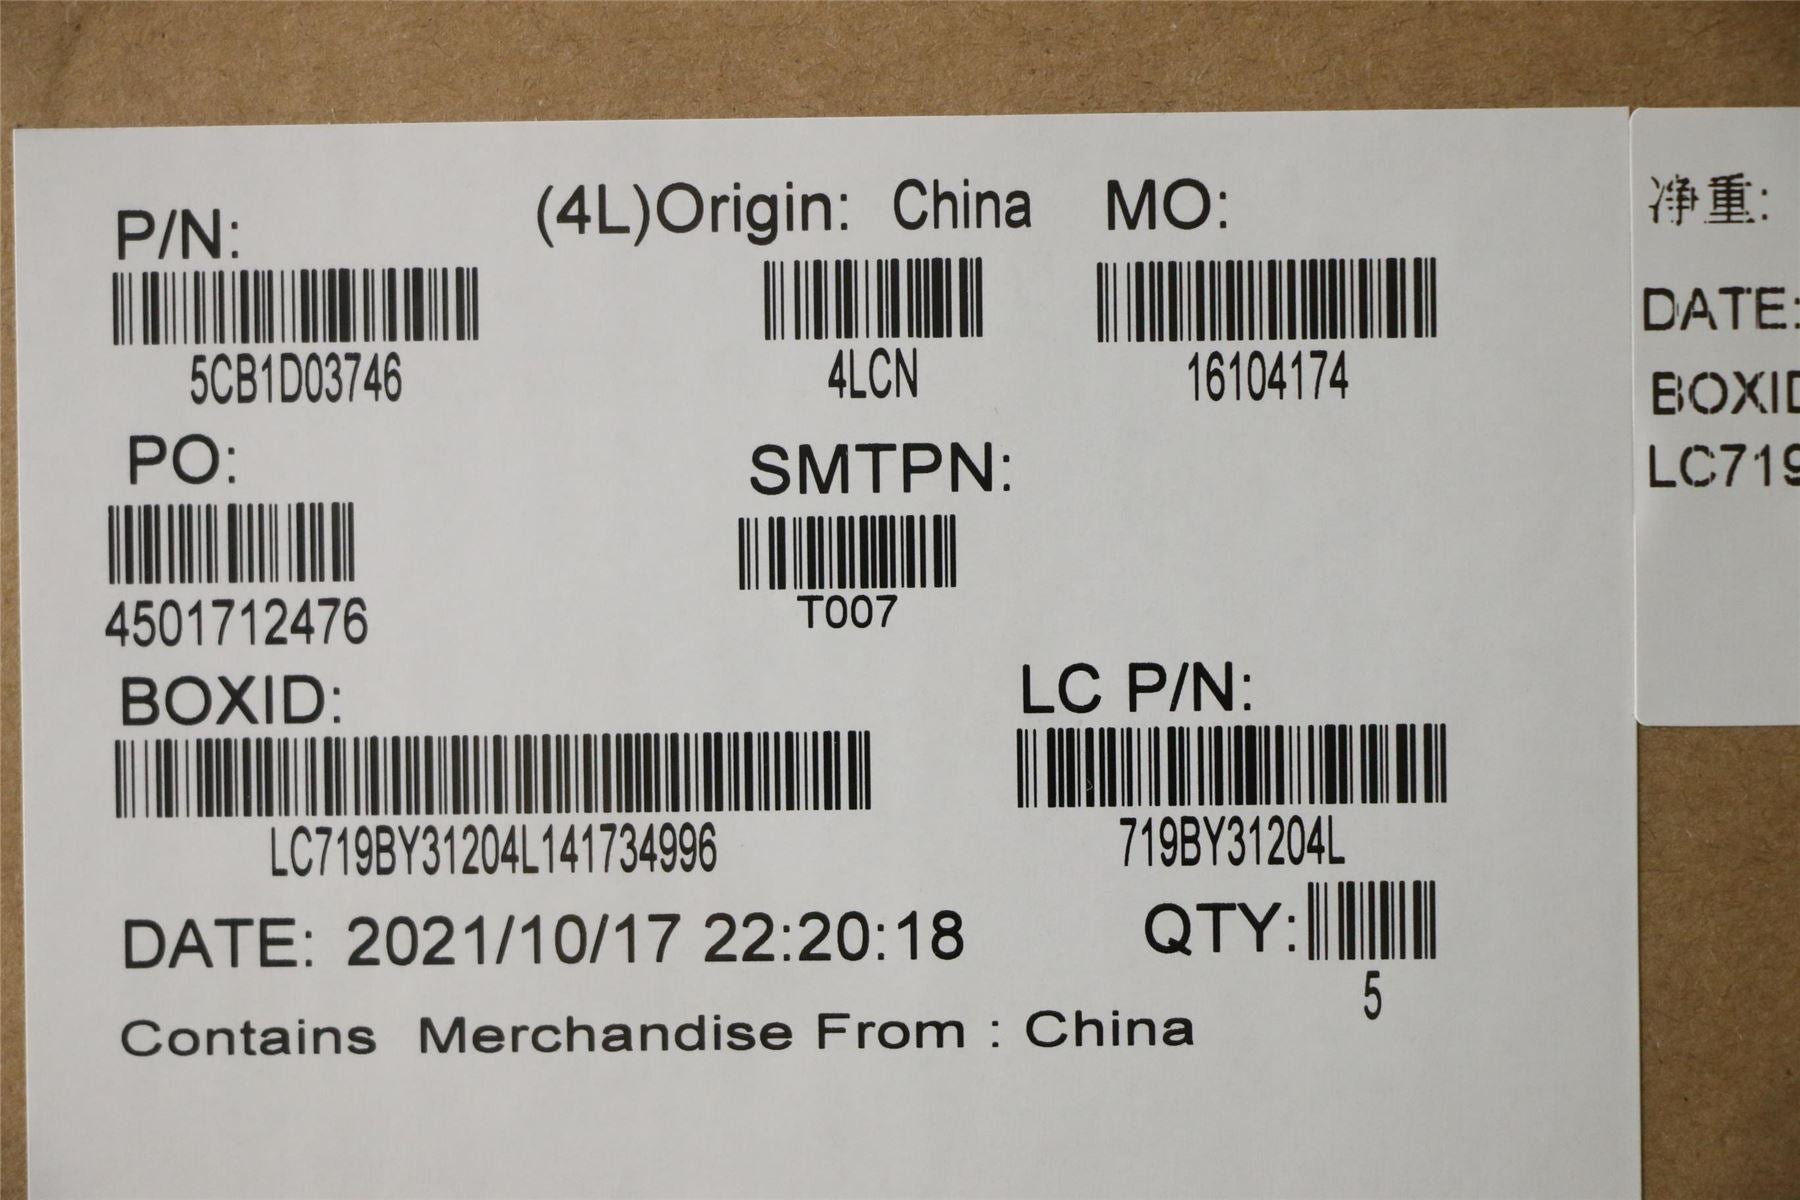 P/N:
(4L)Origin: China
MO:
5CB1D03746
4LCN
16104174
PO:
SMTPN:
4501712476
T007
BOXID:
LC P/N:
LC719BY31204L141734996
719BY31204L
DATE: 2021/10/17 22:20:18
QTY:
5
Contains Merchandise From : China
净重:
DATE:
BOXID
LC719